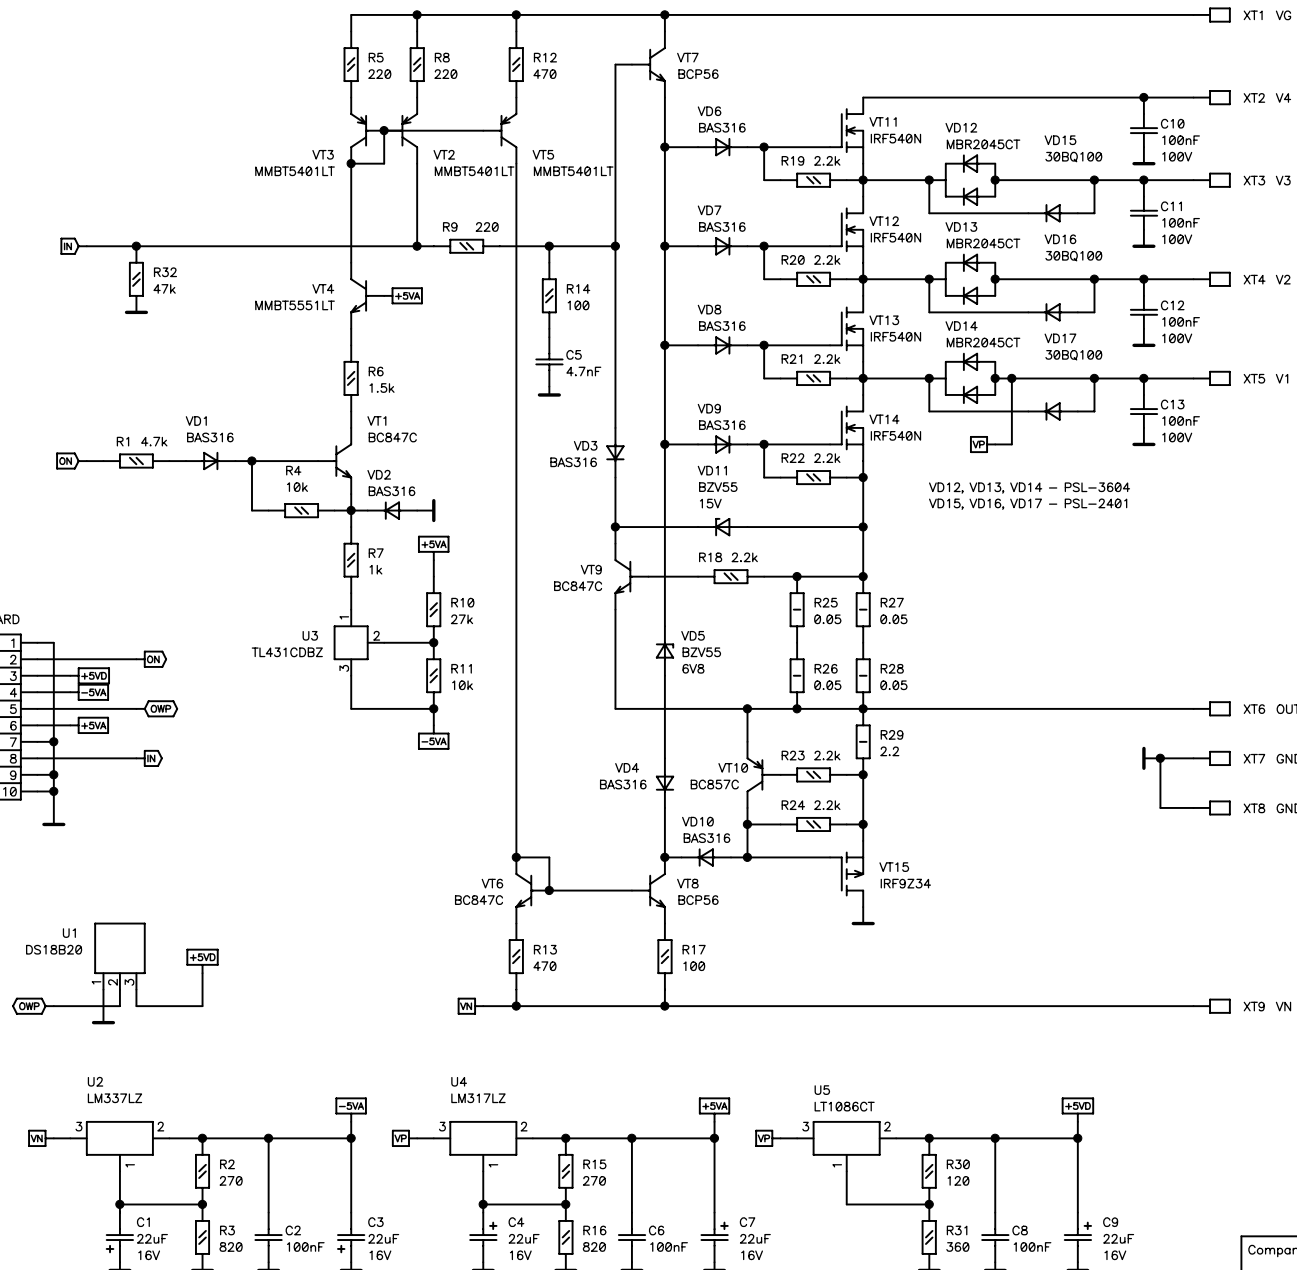 XT1 VG
R5
220
R8
220
R12
470
VT7
BCP56
XT2 V4
VD6
BAS316
VT11
IRF540N
VD12
MBR2045CT
VD15
30BQ100
C10
100nF
100V
VT3
MMBT5401LT
VT2
MMBT5401LT
VT5
MMBT5401LT
R19 2.2k
XT3 V3
VD7
BAS316
VT12
IRF540N
VD13
MBR2045CT
VD16
30BQ100
C11
100nF
100V
R9 220
IN
R32
47k
VT4
MMBT5551LT
+5VA
R14
100
R20 2.2k
XT4 V2
VD8
BAS316
VT13
IRF540N
VD14
MBR2045CT
VD17
30BQ100
C12
100nF
100V
R6
1.5k
C5
4.7nF
R21 2.2k
XT5 V1
VD1
BAS316
VT1
BC847C
VD9
BAS316
VT14
IRF540N
C13
100nF
100V
VP
R1 4.7k
ON
VD3
BAS316
R22 2.2k
R4
10k
VD2
BAS316
VD11
BZV55
15V
VD12, VD13, VD14 – PSL–3604
VD15, VD16, VD17 – PSL–2401
+5VA
R7
1k
VT9
BC847C
R18 2.2k
R10
27k
R25
0.05
R27
0.05
ARD
1
2
3
4
5
6
7
8
9
10
ON
+5VD
-5VA
OWP
+5VA
IN
U3
TL431CDBZ
1
2
3
R11
10k
-5VA
VD5
BZV55
6V8
R26
0.05
R28
0.05
XT6 OUT
R29
2.2
VD4
BAS316
VT10
BC857C
R23 2.2k
XT7 GND
R24 2.2k
XT8 GND
VD10
BAS316
VT15
IRF9Z34
VT6
BC847C
VT8
BCP56
U1
DS18B20
1
2
3
+5VD
OWP
R13
470
R17
100
VN
XT9 VN
U2
LM337LZ
VN
3
2
1
-5VA
R2
270
C1
22uF
16V
+
R3
820
C2
100nF
C3
22uF
16V
+
U4
LM317LZ
VP
3
2
1
+5VA
R15
270
+
C4
22uF
16V
R16
820
C6
100nF
+
C7
22uF
16V
U5
LT1086CT
VP
3
2
1
+5VD
R30
120
R31
360
C8
100nF
+
C9
22uF
16V
Compan